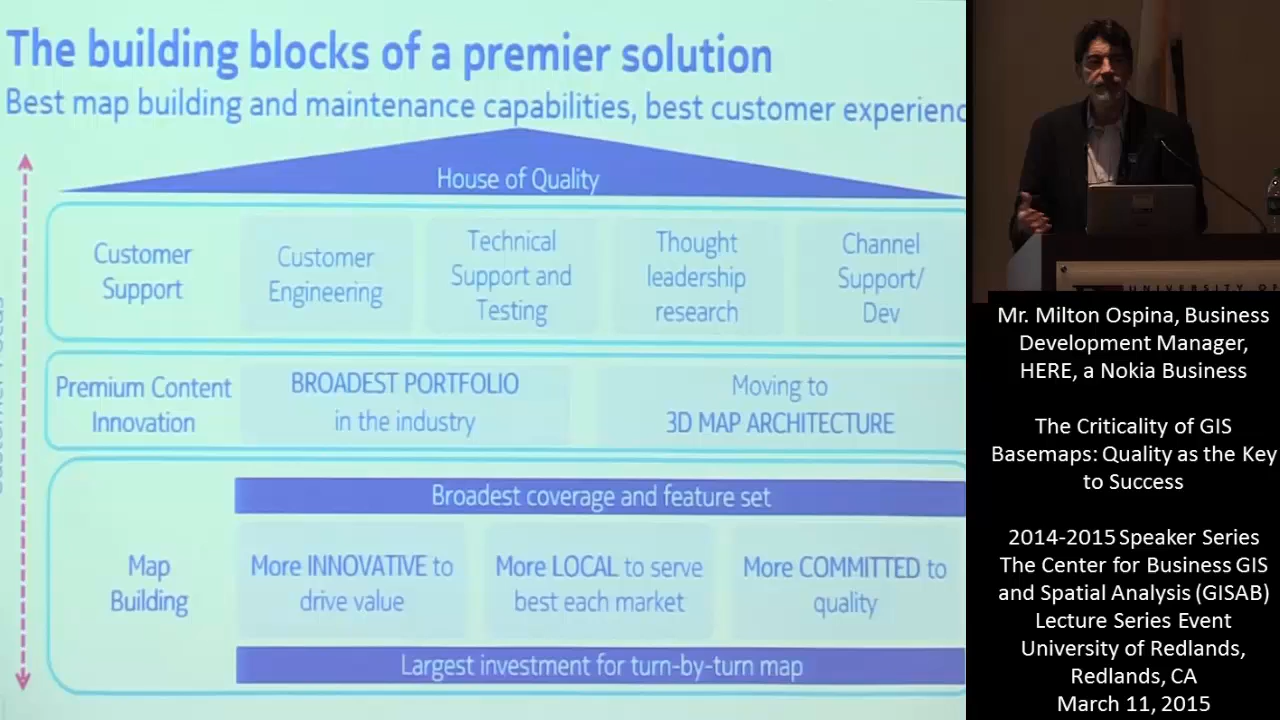 The building blocks of a premier solution
Best map building and maintenance capabilities, best customer experienc
House of Quality
Customer
Support
Customer
Engineering
Technical
Support and
Testing
Thought
leadership
research
Channel
Support/
Dev
Premium Content
Innovation
BROADEST PORTFOLIO
in the industry
Moving to
3D MAP ARCHITECTURE
Broadest coverage and feature set
Map
Building
More INNOVATIVE to
drive value
More LOCAL to serve
best each market
More COMMITTED to
quality
Largest investment for turn-by-turn map
UNIVERSITY OF
Mr. Milton Ospina, Business
Development Manager,
HERE, a Nokia Business
The Criticality of GIS
Basemaps: Quality as the Key
to Success
2014-2015 Speaker Series
The Center for Business GIS
and Spatial Analysis (GISAB)
Lecture Series Event
University of Redlands,
Redlands, CA
March 11, 2015